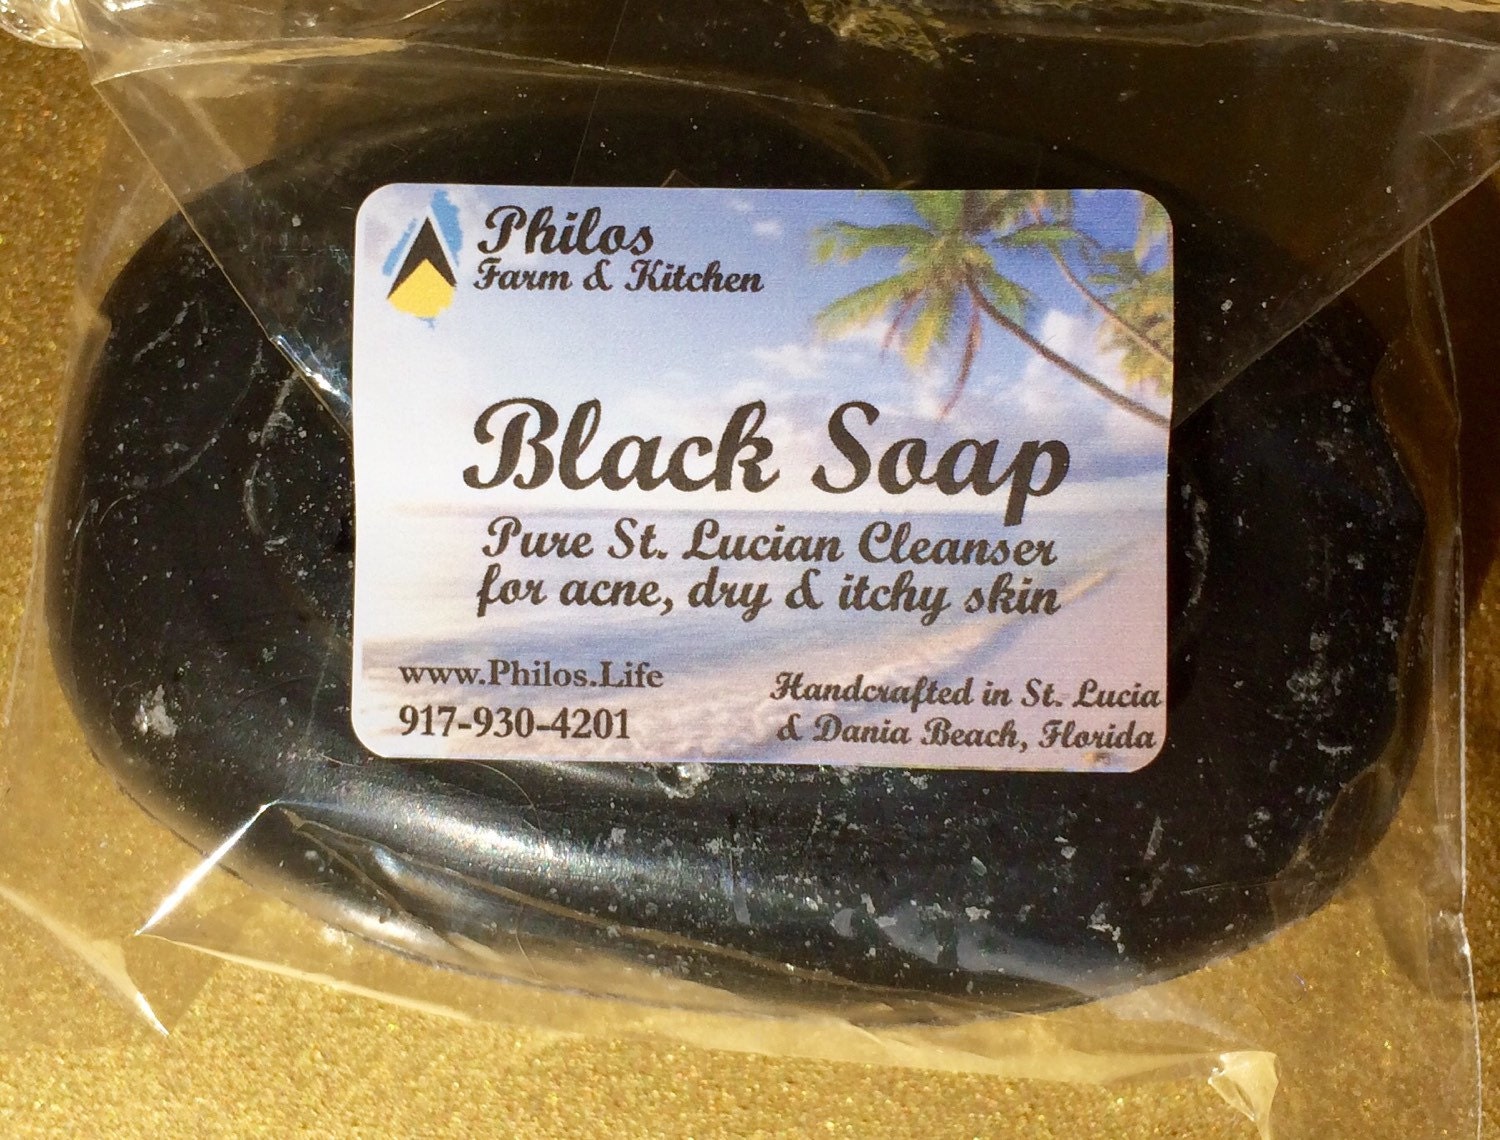 Philos
Farm & Kitchen
Black Soap
Pure St. Lucian Cleanser
for acne, dry & itchy skin
www.Philos.Life
917-930-4201
Handcrafted in St. Lucia
& Dania Beach, Florida